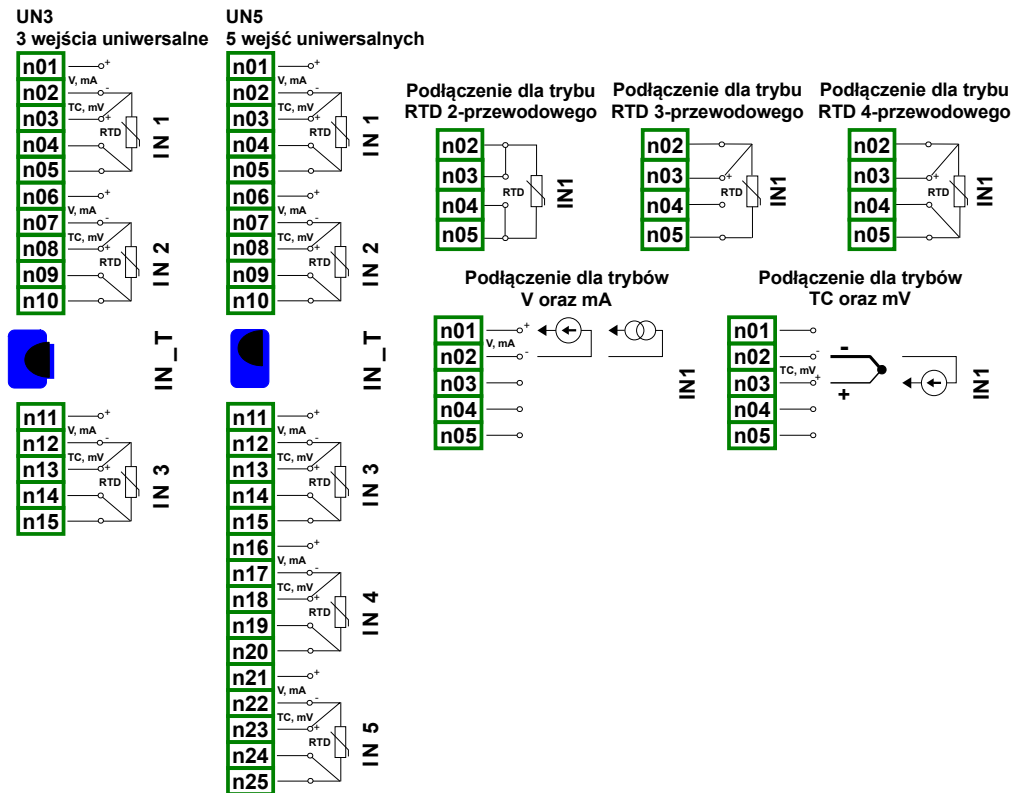 UN3
3 wejścia uniwersalne
n01
+
V, mA
n02
-
TC, mV
n03
+
RTD
n04
n05
IN 1
n06
+
V, mA
n07
-
TC, mV
n08
+
RTD
n09
n10
IN 2
IN_T
n11
+
V, mA
n12
-
TC, mV
n13
+
RTD
n14
n15
IN 3
UN5
5 wejść uniwersalnych
n01
+
V, mA
n02
-
TC, mV
n03
+
RTD
n04
n05
IN 1
n06
+
V, mA
n07
-
TC, mV
n08
+
RTD
n09
n10
IN 2
IN_T
n11
+
V, mA
n12
-
TC, mV
n13
+
RTD
n14
n15
IN 3
n16
+
V, mA
n17
-
TC, mV
n18
+
RTD
n19
n20
IN 4
n21
+
V, mA
n22
-
TC, mV
n23
+
RTD
n24
n25
IN 5
Podłączenie dla trybu
RTD 2-przewodowego
n02
n03
RTD
n04
n05
IN1
Podłączenie dla trybu
RTD 3-przewodowego
n02
n03
+
RTD
n04
n05
IN1
Podłączenie dla trybu
RTD 4-przewodowego
n02
n03
+
RTD
n04
n05
IN1
Podłączenie dla trybów
V oraz mA
n01
+
V, mA
n02
-
n03
n04
n05
IN1
Podłączenie dla trybów
TC oraz mV
n01
n02
-
-
TC, mV
n03
+
+
n04
n05
IN1